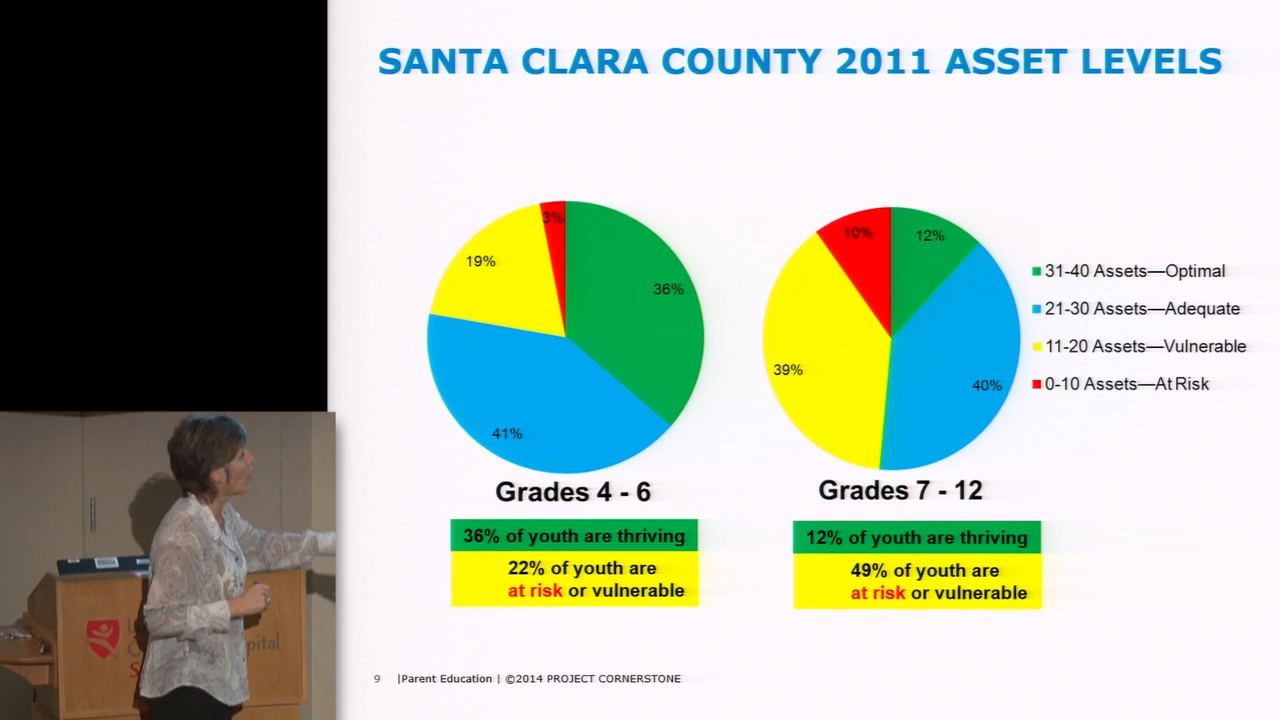 SANTA CLARA COUNTY 2011 ASSET LEVELS
3%
19%
36%
41%
10%
12%
39%
40%
31-40 Assets—Optimal
21-30 Assets—Adequate
11-20 Assets—Vulnerable
0-10 Assets—At Risk
Grades 4 - 6
Grades 7 - 12
36% of youth are thriving
22% of youth are
at risk or vulnerable
12% of youth are thriving
49% of youth are
at risk or vulnerable
9 |Parent Education | ©2014 PROJECT CORNERSTONE